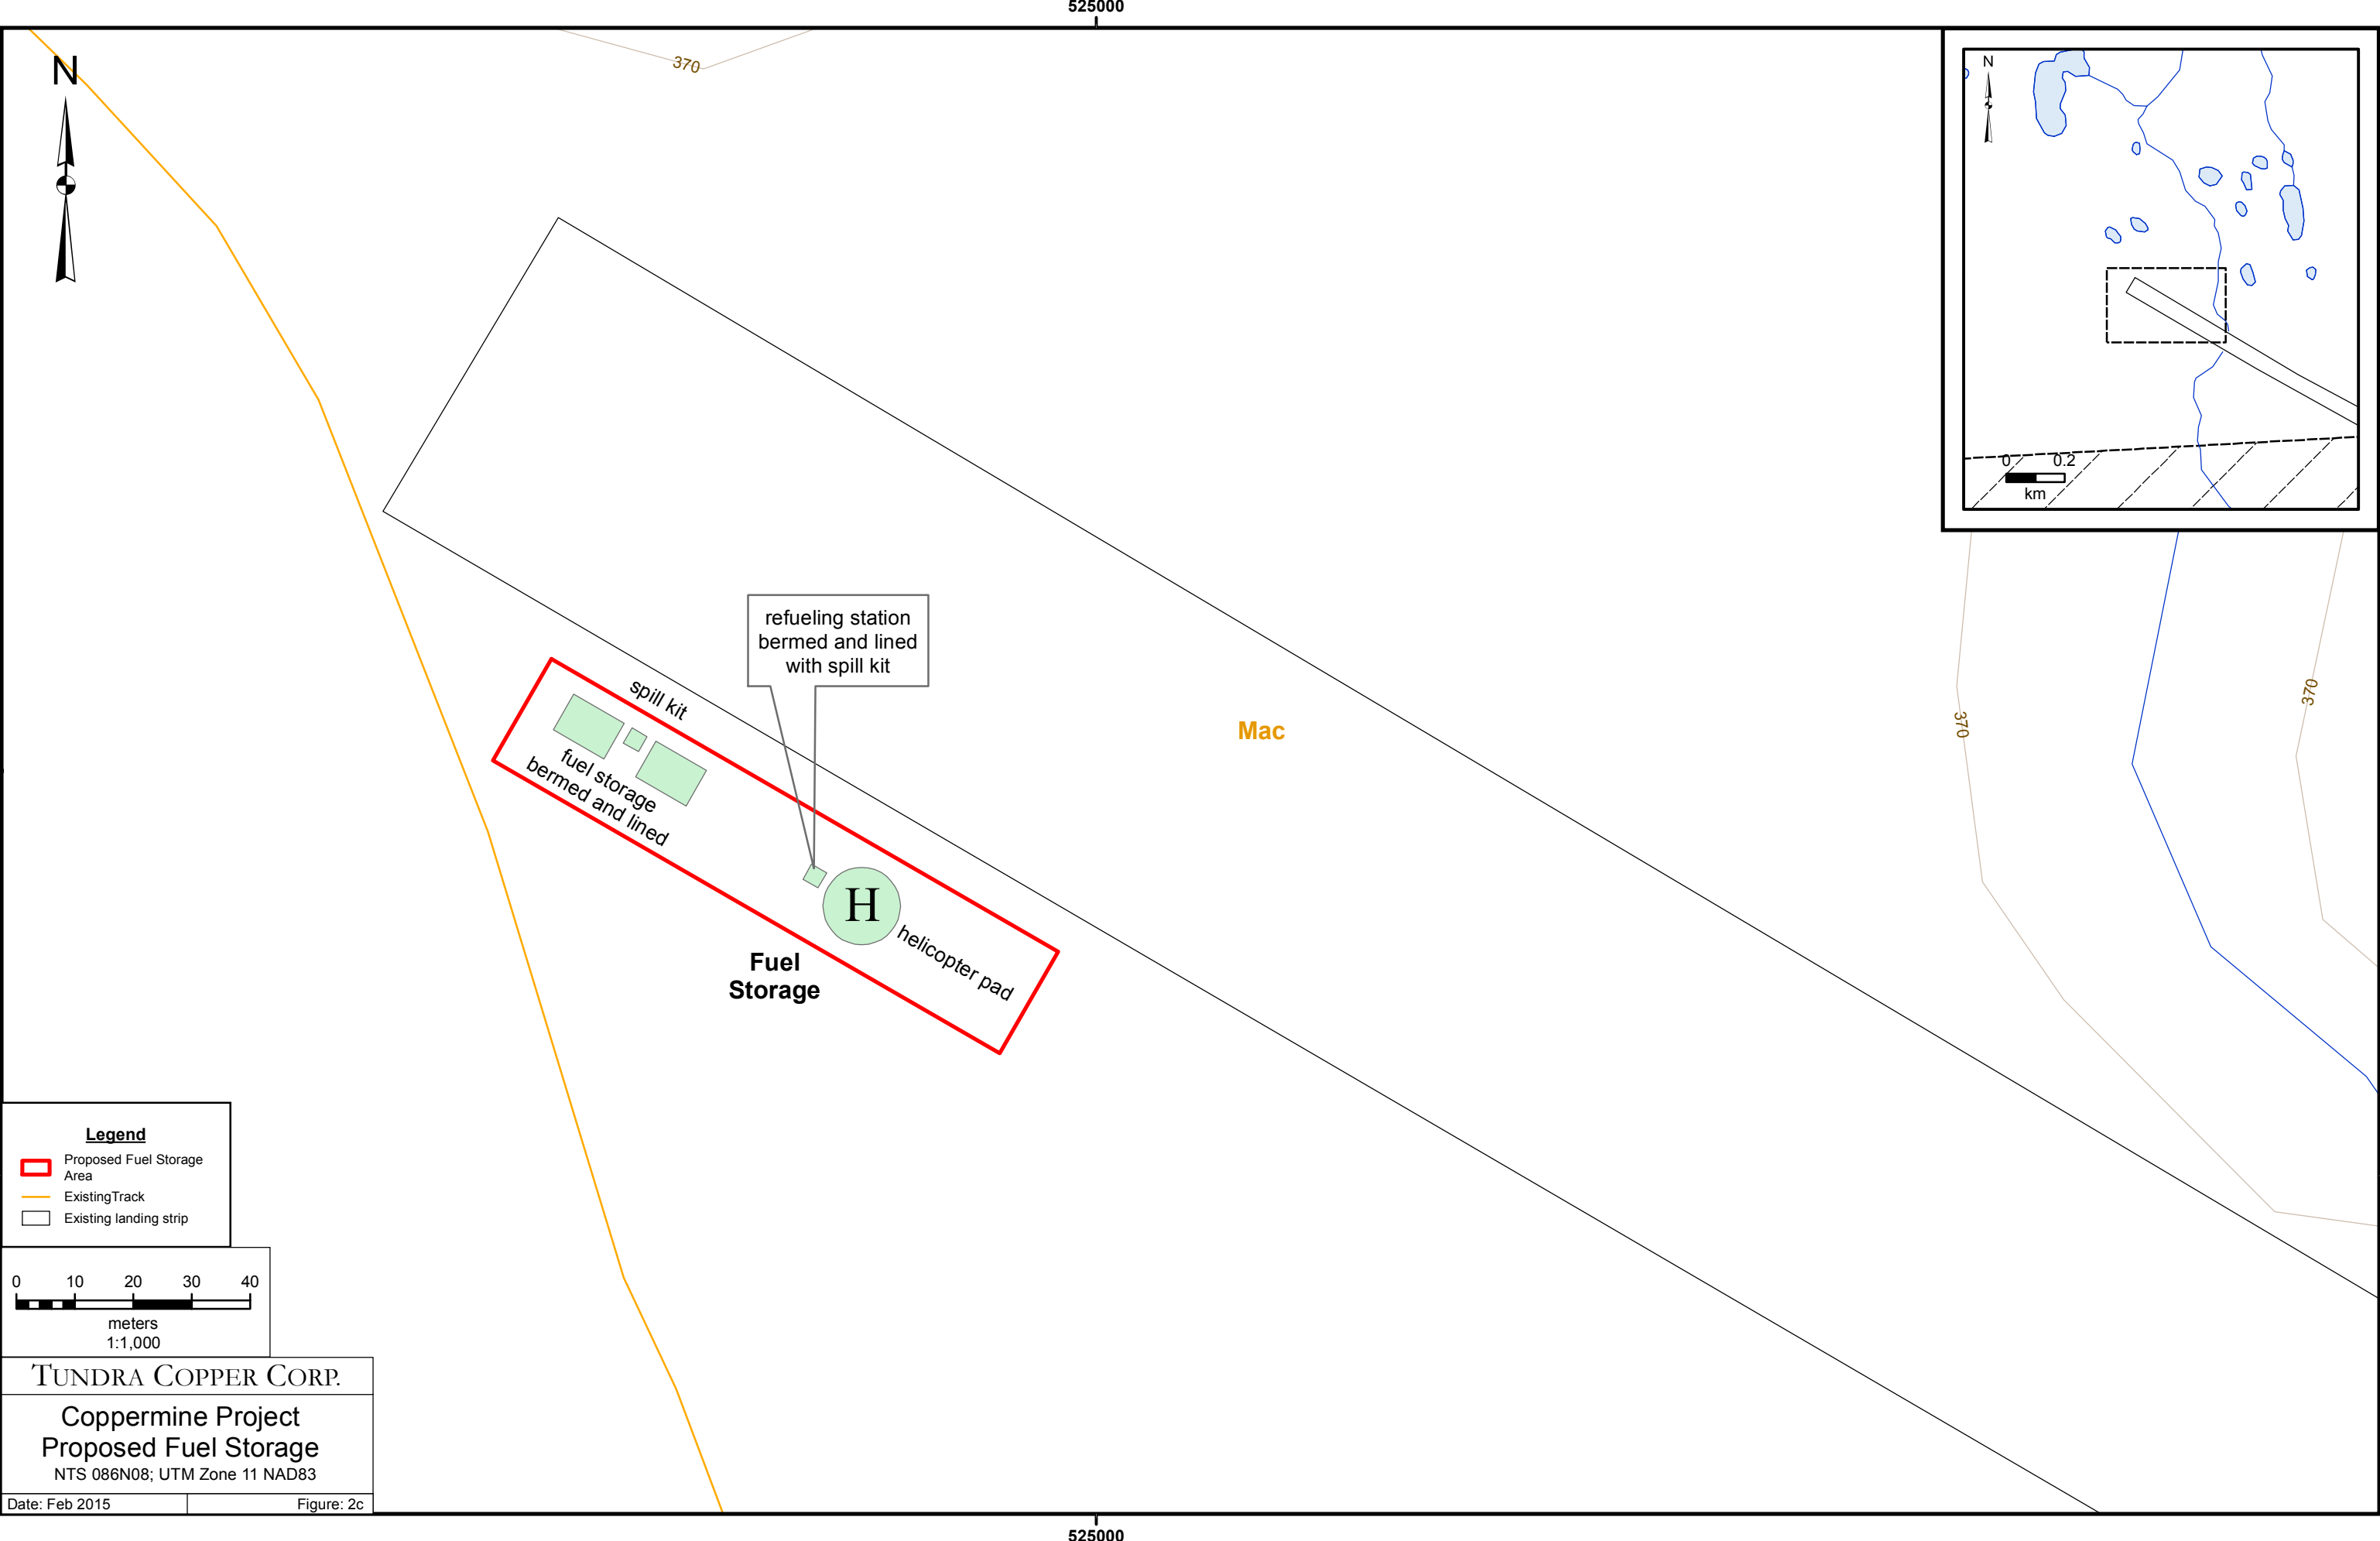 525000
N
370
N
0 0.2
km
refueling station
bermed and lined
with spill kit
spill kit
fuel storage
bermed and lined
H
helicopter pad
Fuel
Storage
Mac
370
370
Legend
Proposed Fuel Storage
Area
ExistingTrack
Existing landing strip
0 10 20 30 40
meters
1:1,000
TUNDRA COPPER CORP.
Coppermine Project
Proposed Fuel Storage
NTS 086N08; UTM Zone 11 NAD83
Date: Feb 2015 Figure: 2c
525000